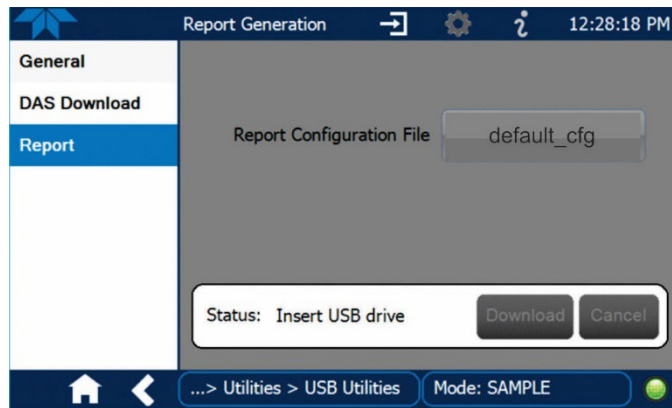 Report Generation
12:28:18 PM
General
DAS Download
Report
Report Configuration File
default_cfg
Status: Insert USB drive
Download
Cancel
...> Utilities > USB Utilities
Mode: SAMPLE